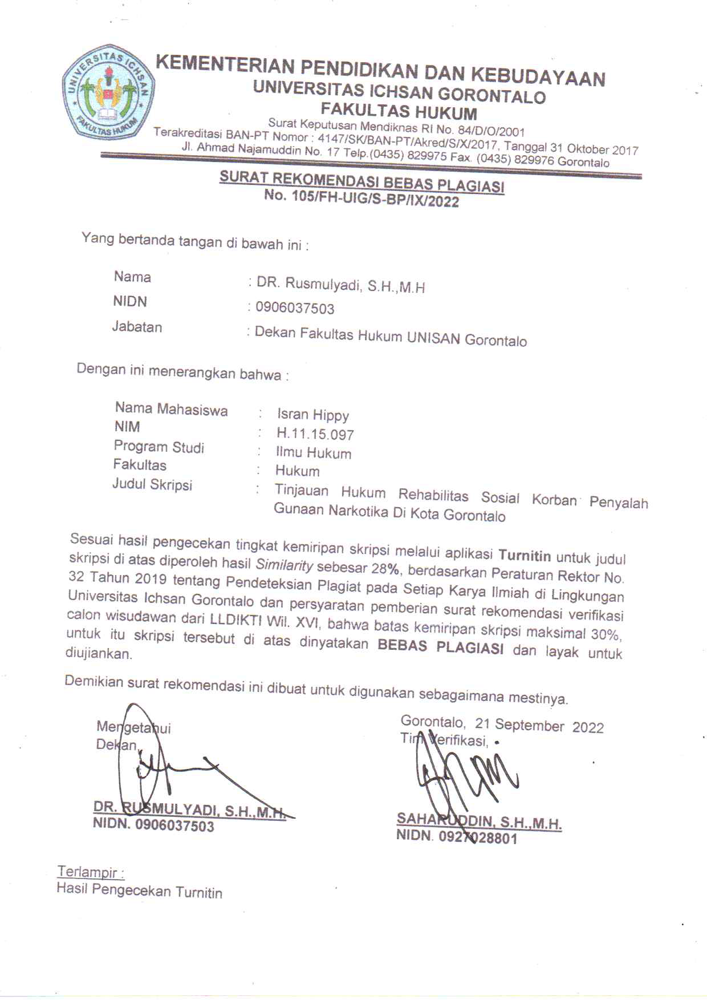 UNIVERSITAS ICHSAN
FAKULTAS HUKUM
KEMENTERIAN PENDIDIKAN DAN KEBUDAYAAN
UNIVERSITAS ICHSAN GORONTALO
FAKULTAS HUKUM
Surat Keputusan Mendiknas RI No. 84/D/O/2001
Terakreditasi BAN-PT Nomor : 4147/SK/BAN-PT/Akred/S/X/2017, Tanggal 31 Oktober 2017
Jl. Ahmad Najamuddin No. 17 Telp.(0435) 829975 Fax. (0435) 829976 Gorontalo
SURAT REKOMENDASI BEBAS PLAGIASI
No. 105/FH-UIG/S-BP/IX/2022
Yang bertanda tangan di bawah ini :
Nama : DR. Rusmulyadi, S.H.,M.H
NIDN : 0906037503
Jabatan : Dekan Fakultas Hukum UNISAN Gorontalo
Dengan ini menerangkan bahwa :
Nama Mahasiswa : Isran Hippy
NIM : H.11.15.097
Program Studi : Ilmu Hukum
Fakultas : Hukum
Judul Skripsi : Tinjauan Hukum Rehabilitas Sosial Korban Penyalah
Gunaan Narkotika Di Kota Gorontalo
Sesuai hasil pengecekan tingkat kemiripan skripsi melalui aplikasi Turnitin untuk judul
skripsi di atas diperoleh hasil Similarity sebesar 28%, berdasarkan Peraturan Rektor No.
32 Tahun 2019 tentang Pendeteksian Plagiat pada Setiap Karya Ilmiah di Lingkungan
Universitas Ichsan Gorontalo dan persyaratan pemberian surat rekomendasi verifikasi
calon wisudawan dari LLDIKTI Wil. XVI, bahwa batas kemiripan skripsi maksimal 30%,
untuk itu skripsi tersebut di atas dinyatakan BEBAS PLAGIASI dan layak untuk
diujiankan.
Demikian surat rekomendasi ini dibuat untuk digunakan sebagaimana mestinya.
Gorontalo, 21 September 2022
Mengetahui
Dekan,
Tim Verifikasi,
DR. RUSMULYADI, S.H.,M.H.
NIDN. 0906037503
SAHARUDDIN, S.H.,M.H.
NIDN. 0927028801
Terlampir :
Hasil Pengecekan Turnitin